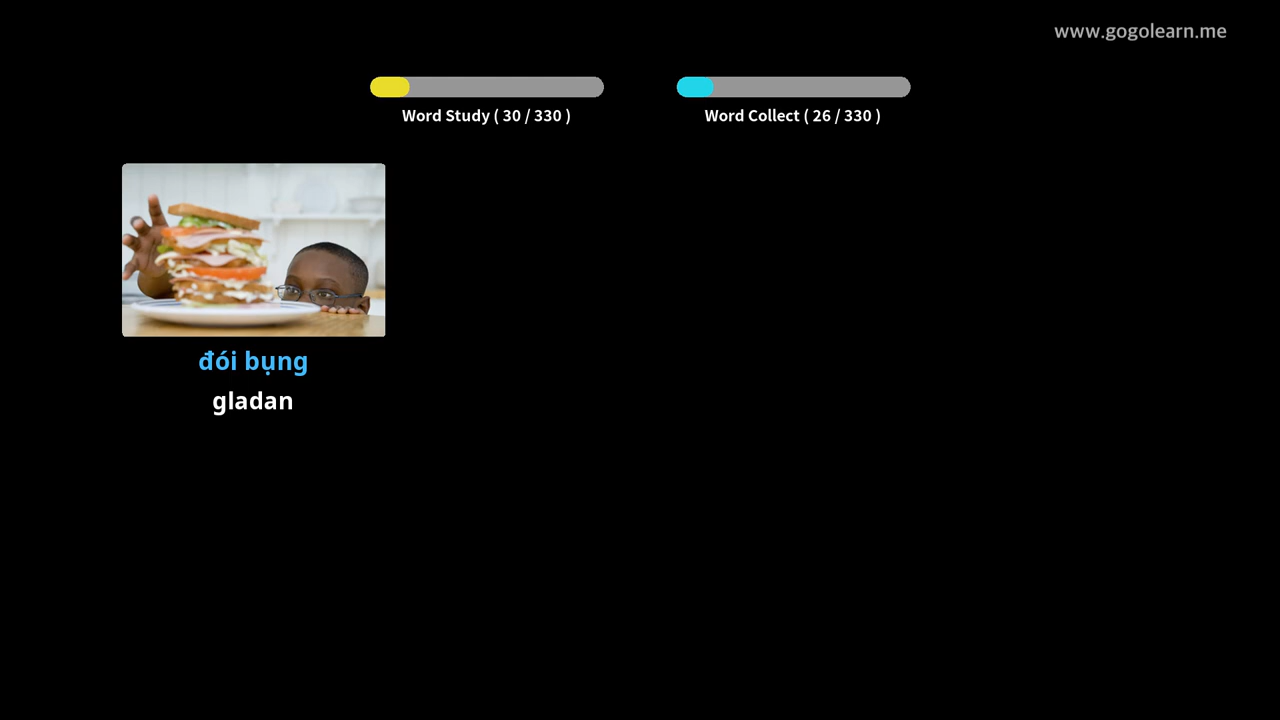 www.gogolearn.me
Word Study ( 30 / 330 )
Word Collect ( 26 / 330 )
đói bụng
gladan